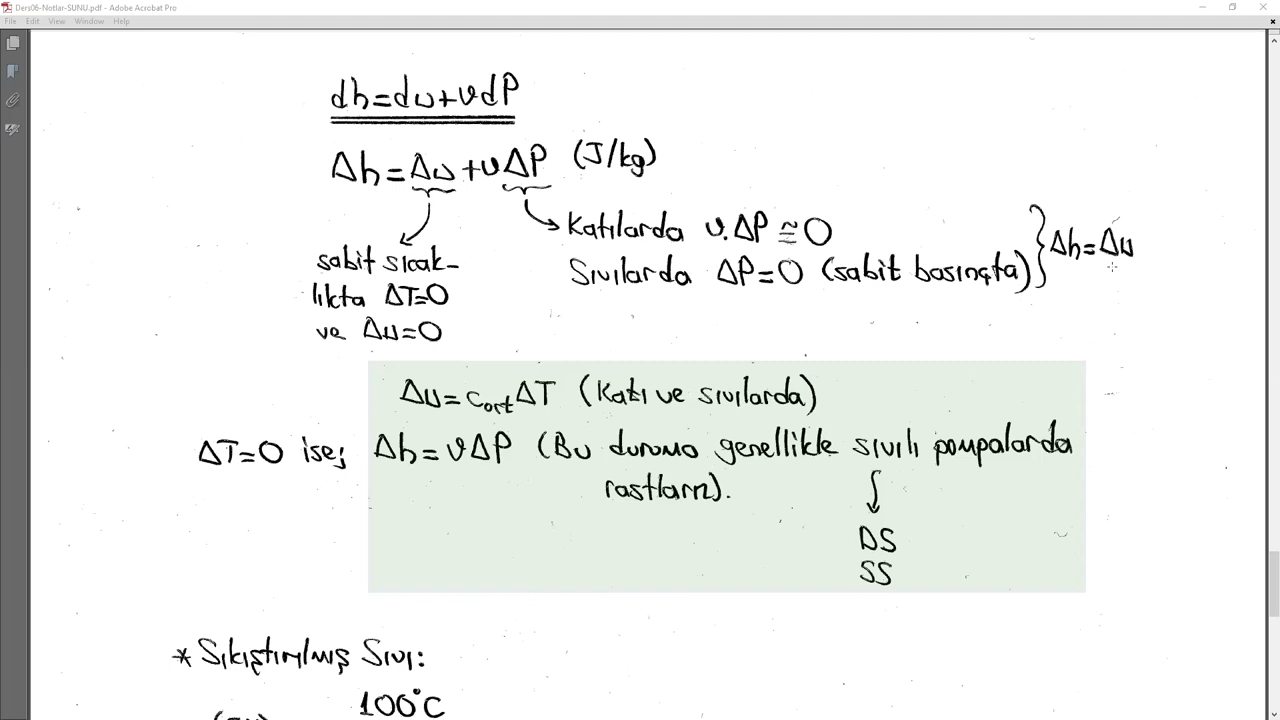 Ders06-Notlar-SUNU.pdf - Adobe Acrobat Pro
File Edit View Window Help
dh=du+vdP
Δh=Δu+vΔP (J/kg)
Katılarda v.ΔP≅0
Sıvılarda ΔP=0 (sabit basınçta)
Δh=Δu
sabit sıcak-
lıkta ΔT=0
ve Δu=0
Δu=Cort ΔT (Katı ve sıvılarda)
ΔT=0 ise; Δh=vΔP (Bu duruma genellikle sıvılı pompalarda
rastlarız).
DS
SS
* Sıkıştırılmış Sıvı:
100°C